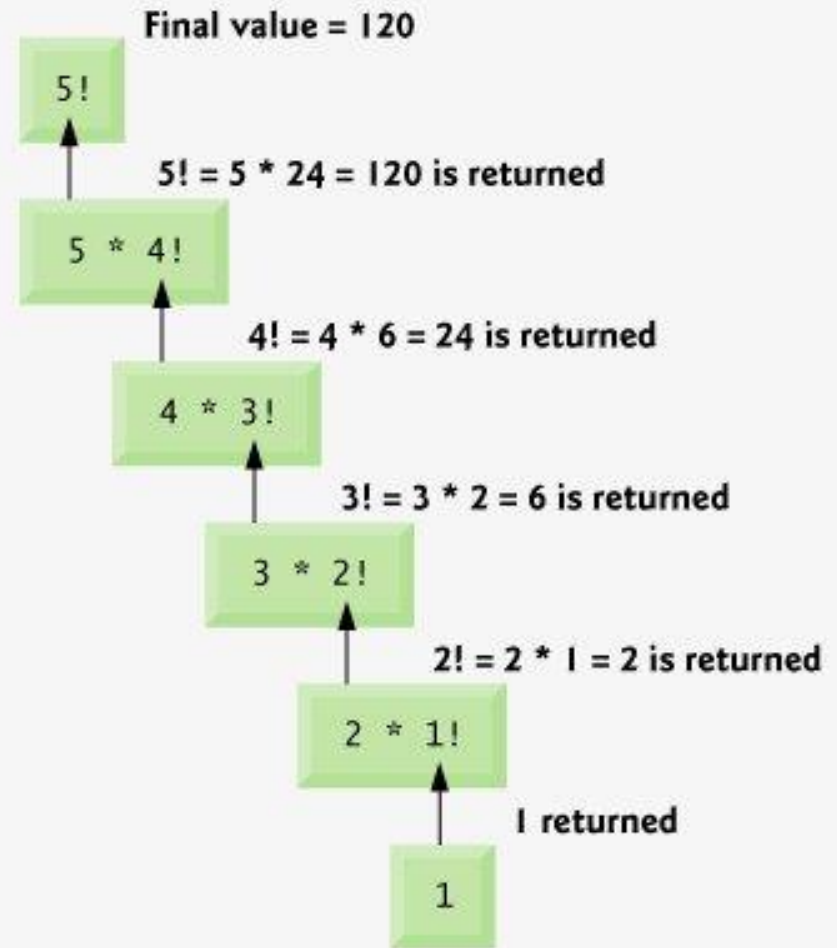 Final value = 120
5!
5! = 5 * 24 = 120 is returned
5 * 4!
4! = 4 * 6 = 24 is returned
4 * 3!
3! = 3 * 2 = 6 is returned
3 * 2!
2! = 2 * 1 = 2 is returned
2 * 1!
1 returned
1